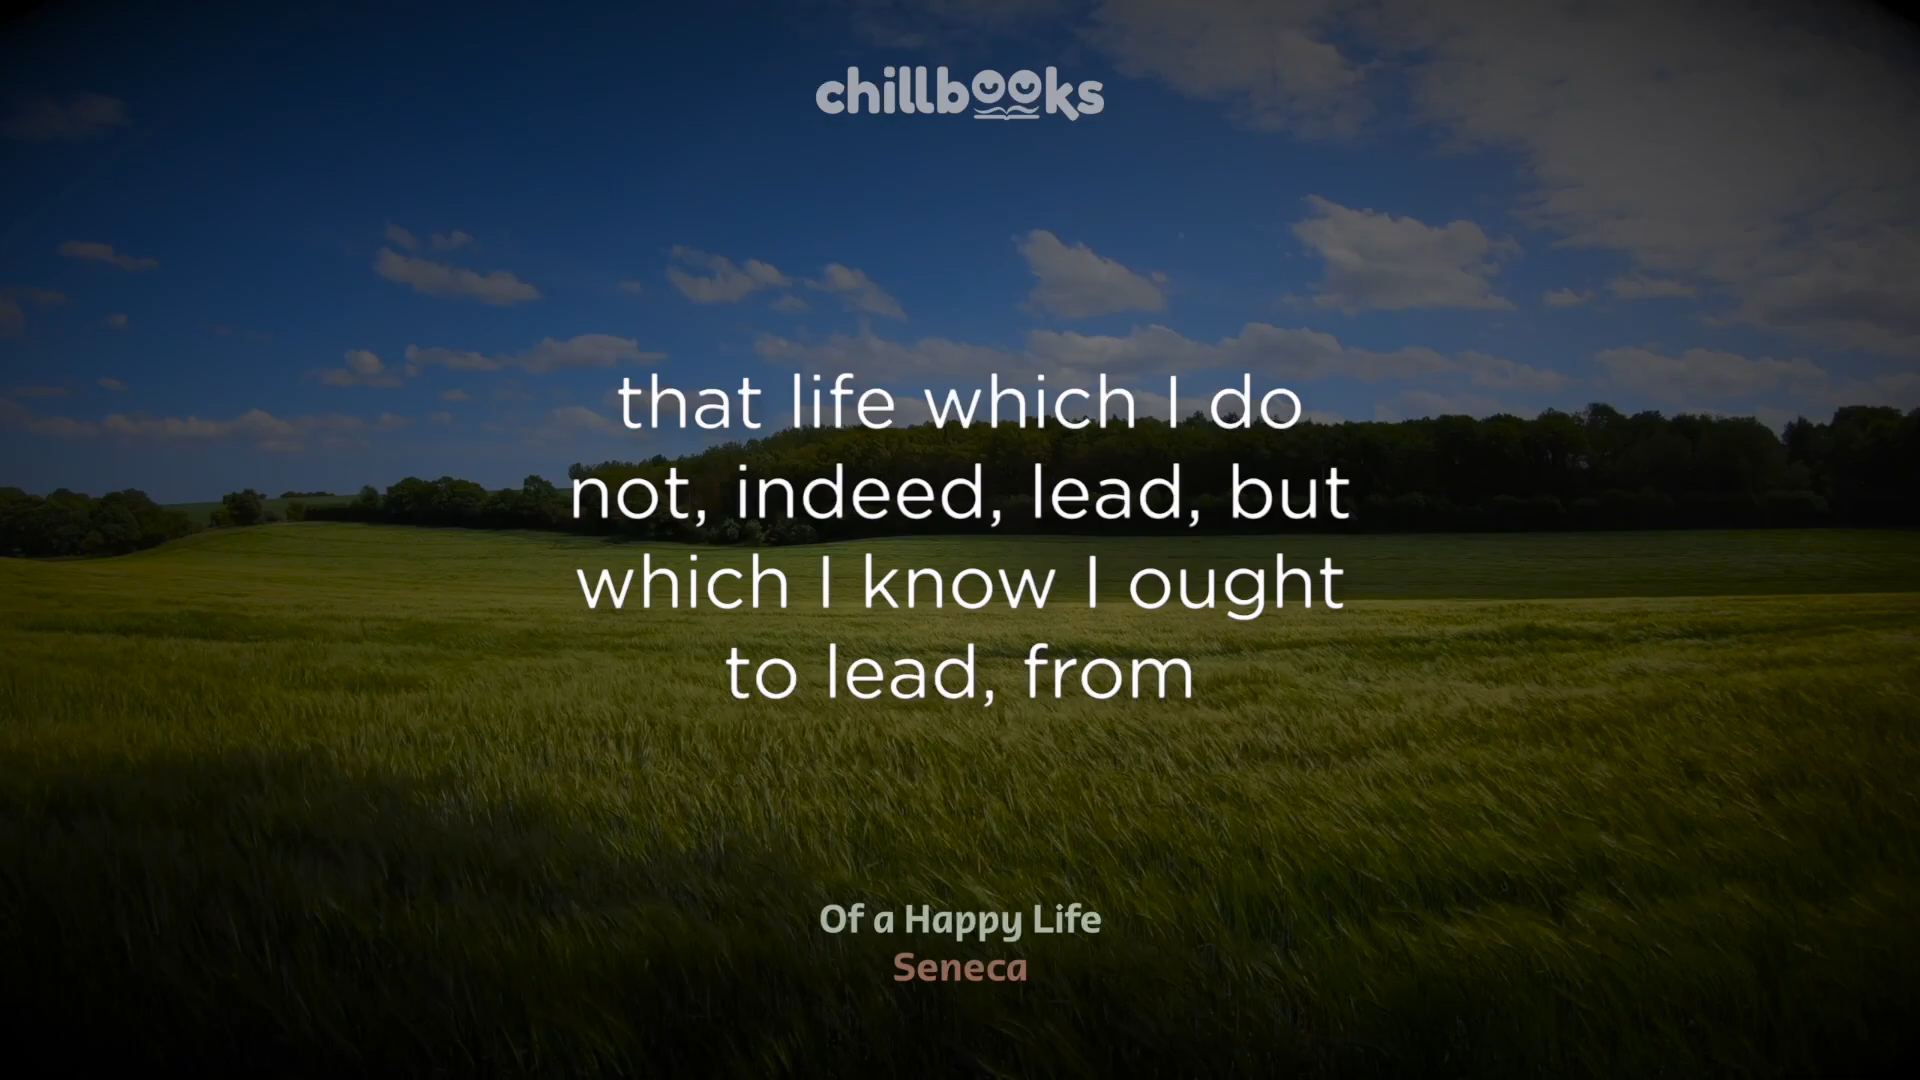 chillbooks
that life which I do
not, indeed, lead, but
which I know I ought
to lead, from
Of a Happy Life
Seneca